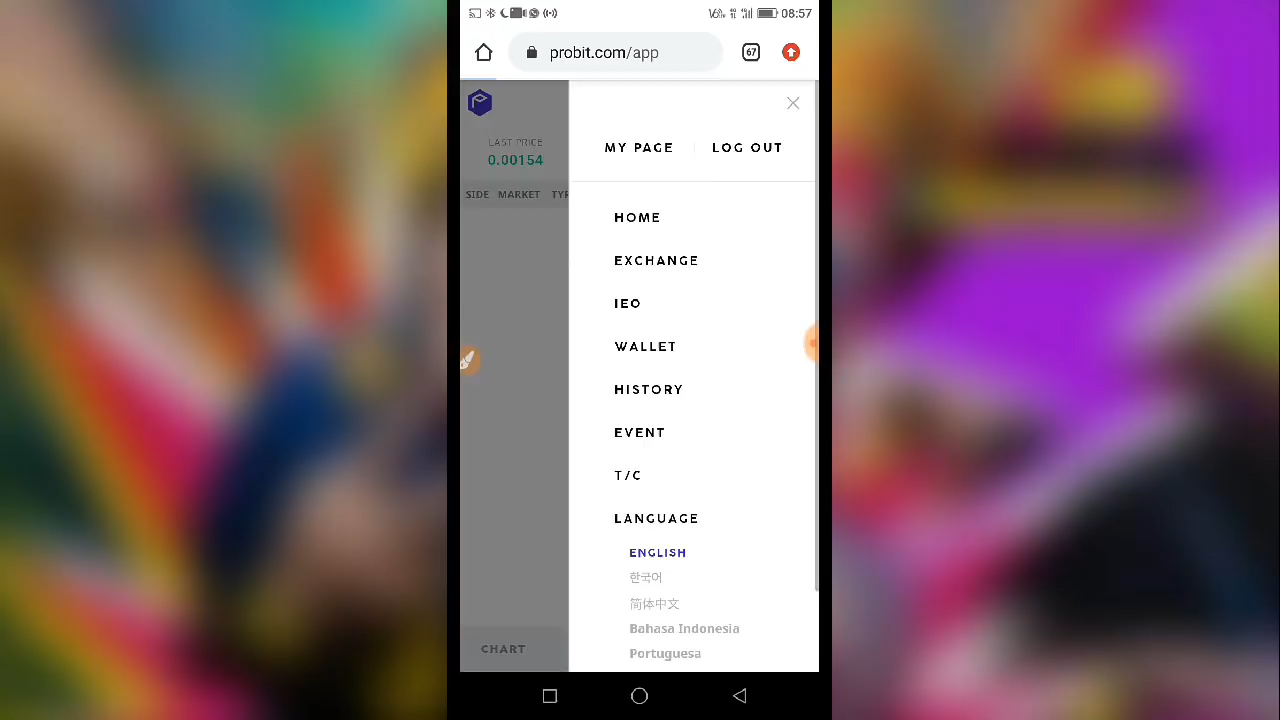 08:57
probit.com/app
67
LAST PRICE
0.00154
SIDE MARKET TYP
MY PAGE
LOG OUT
HOME
EXCHANGE
IEO
WALLET
HISTORY
EVENT
T/C
LANGUAGE
ENGLISH
한국어
简体中文
Bahasa Indonesia
Portuguesa
CHART